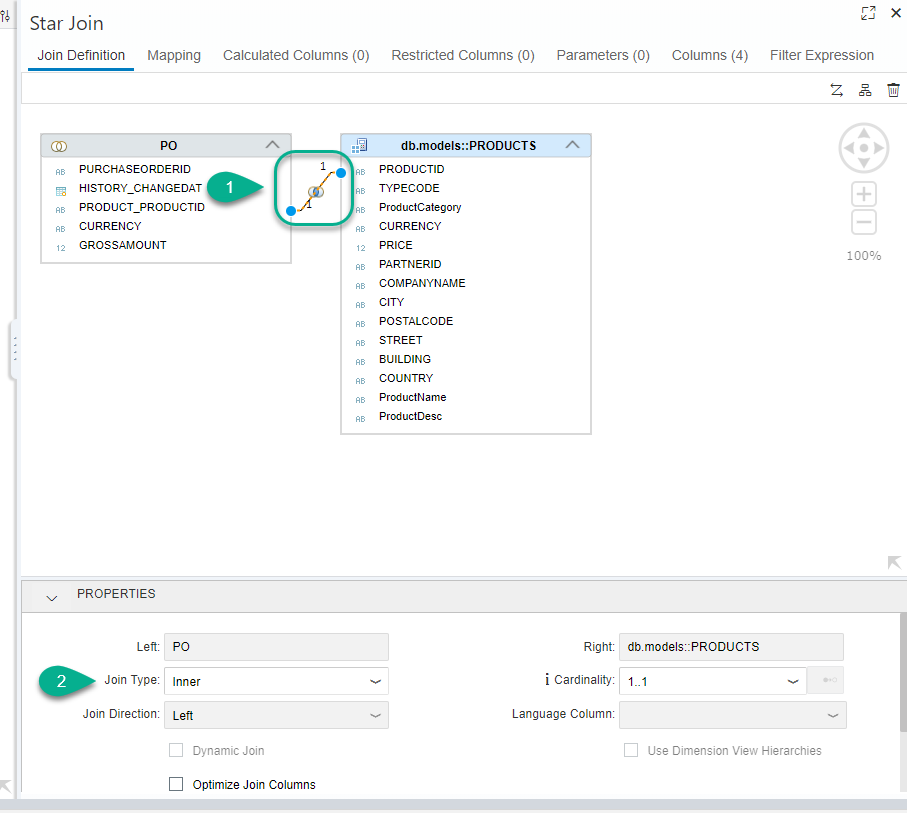 Star Join
Join Definition Mapping Calculated Columns (0) Restricted Columns (0) Parameters (0) Columns (4) Filter Expression
PO
AB PURCHASEORDERID
HISTORY_CHANGEDAT
AB PRODUCT_PRODUCTID
AB CURRENCY
12 GROSSAMOUNT
1
1
1
db.models::PRODUCTS
AB PRODUCTID
AB TYPECODE
AB ProductCategory
AB CURRENCY
12 PRICE
AB PARTNERID
AB COMPANYNAME
AB CITY
AB POSTALCODE
AB STREET
AB BUILDING
AB COUNTRY
AB ProductName
AB ProductDesc
100%
PROPERTIES
Left: PO
Right: db.models::PRODUCTS
2 Join Type: Inner
i Cardinality: 1..1
Join Direction: Left
Language Column:
Dynamic Join
Use Dimension View Hierarchies
Optimize Join Columns